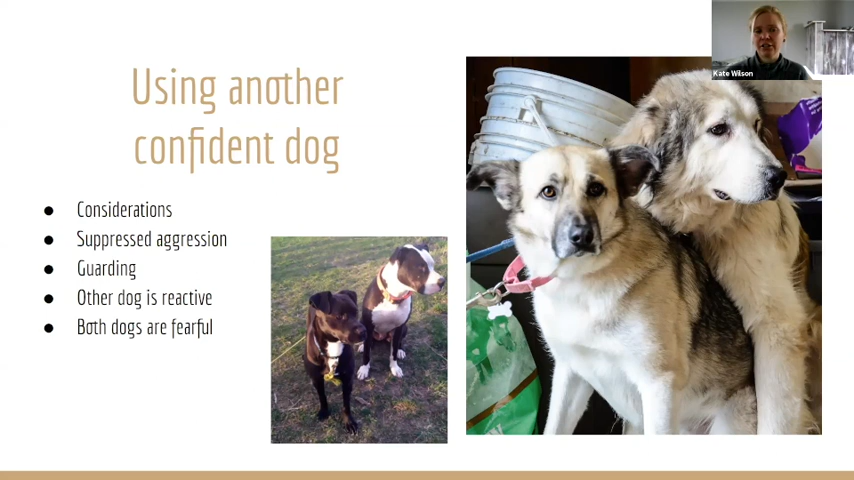 Kate Wilson
Using another
confident dog
● Considerations
● Suppressed aggression
● Guarding
● Other dog is reactive
● Both dogs are fearful